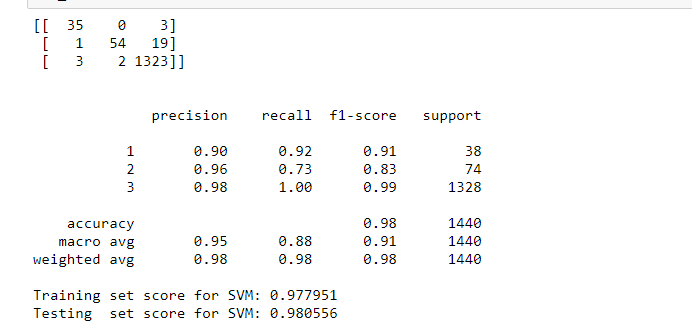 [[  35    0    3]
 [   1   54   19]
 [   3    2 1323]]
              precision    recall  f1-score   support
           1       0.90      0.92      0.91        38
           2       0.96      0.73      0.83        74
           3       0.98      1.00      0.99      1328
    accuracy                           0.98      1440
   macro avg       0.95      0.88      0.91      1440
weighted avg       0.98      0.98      0.98      1440
Training set score for SVM: 0.977951
Testing  set score for SVM: 0.980556